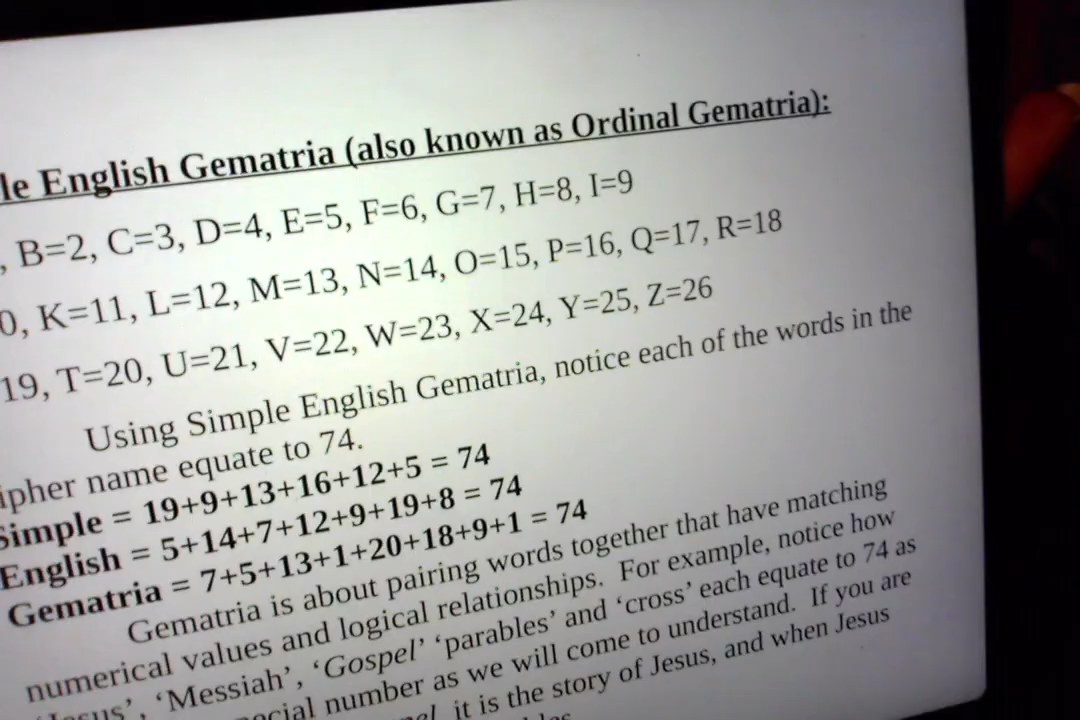 le English Gematria (also known as Ordinal Gematria):
, B=2, C=3, D=4, E=5, F=6, G=7, H=8, I=9
0, K=11, L=12, M=13, N=14, O=15, P=16, Q=17, R=18
19, T=20, U=21, V=22, W=23, X=24, Y=25, Z=26
Using Simple English Gematria, notice each of the words in the
ipher name equate to 74.
Simple = 19+9+13+16+12+5 = 74
English = 5+14+7+12+9+19+8 = 74
Gematria = 7+5+13+1+20+18+9+1 = 74
Gematria is about pairing words together that have matching
numerical values and logical relationships. For example, notice how
‘Jesus’, ‘Messiah’, ‘Gospel’ ‘parables’ and ‘cross’ each equate to 74 as
number as we will come to understand. If you are
it is the story of Jesus, and when Jesus